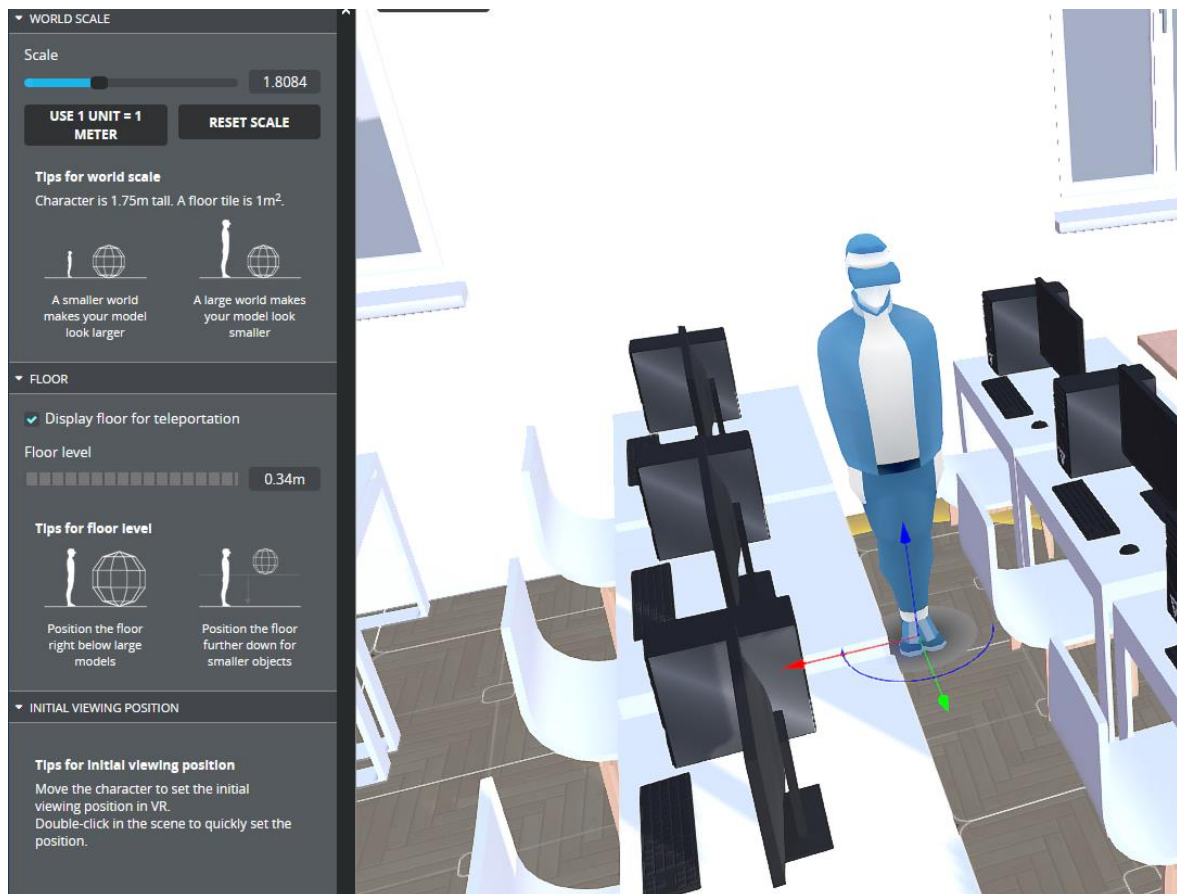 WORLD SCALE
Scale
1.8084
USE 1 UNIT = 1
METER
RESET SCALE
Tips for world scale
Character is 1.75m tall. A floor tile is 1m².
A smaller world
makes your model
look larger
A large world makes
your model look
smaller
FLOOR
Display floor for teleportation
Floor level
0.34m
Tips for floor level
Position the floor
right below large
models
Position the floor
further down for
smaller objects
INITIAL VIEWING POSITION
Tips for initial viewing position
Move the character to set the initial
viewing position in VR.
Double-click in the scene to quickly set the
position.